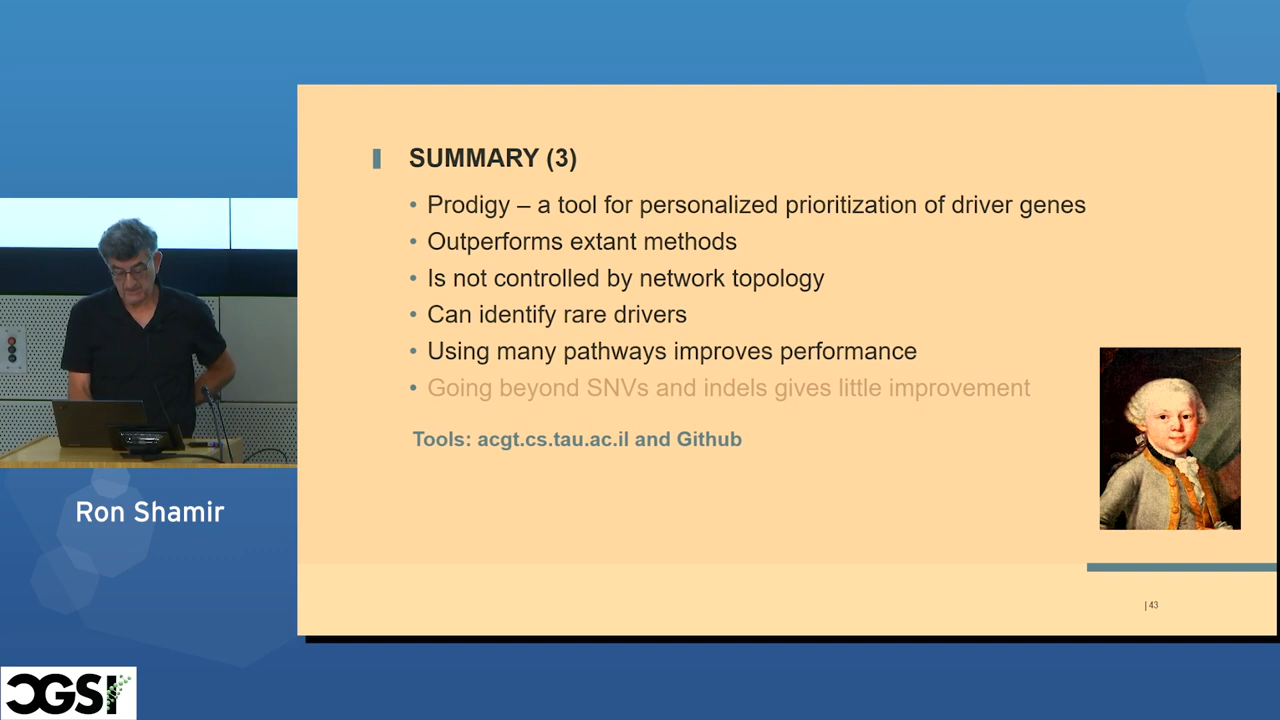 SUMMARY (3)
• Prodigy – a tool for personalized prioritization of driver genes
• Outperforms extant methods
• Is not controlled by network topology
• Can identify rare drivers
• Using many pathways improves performance
• Going beyond SNVs and indels gives little improvement
Tools: acgt.cs.tau.ac.il and Github
Ron Shamir
| 43
CGSI